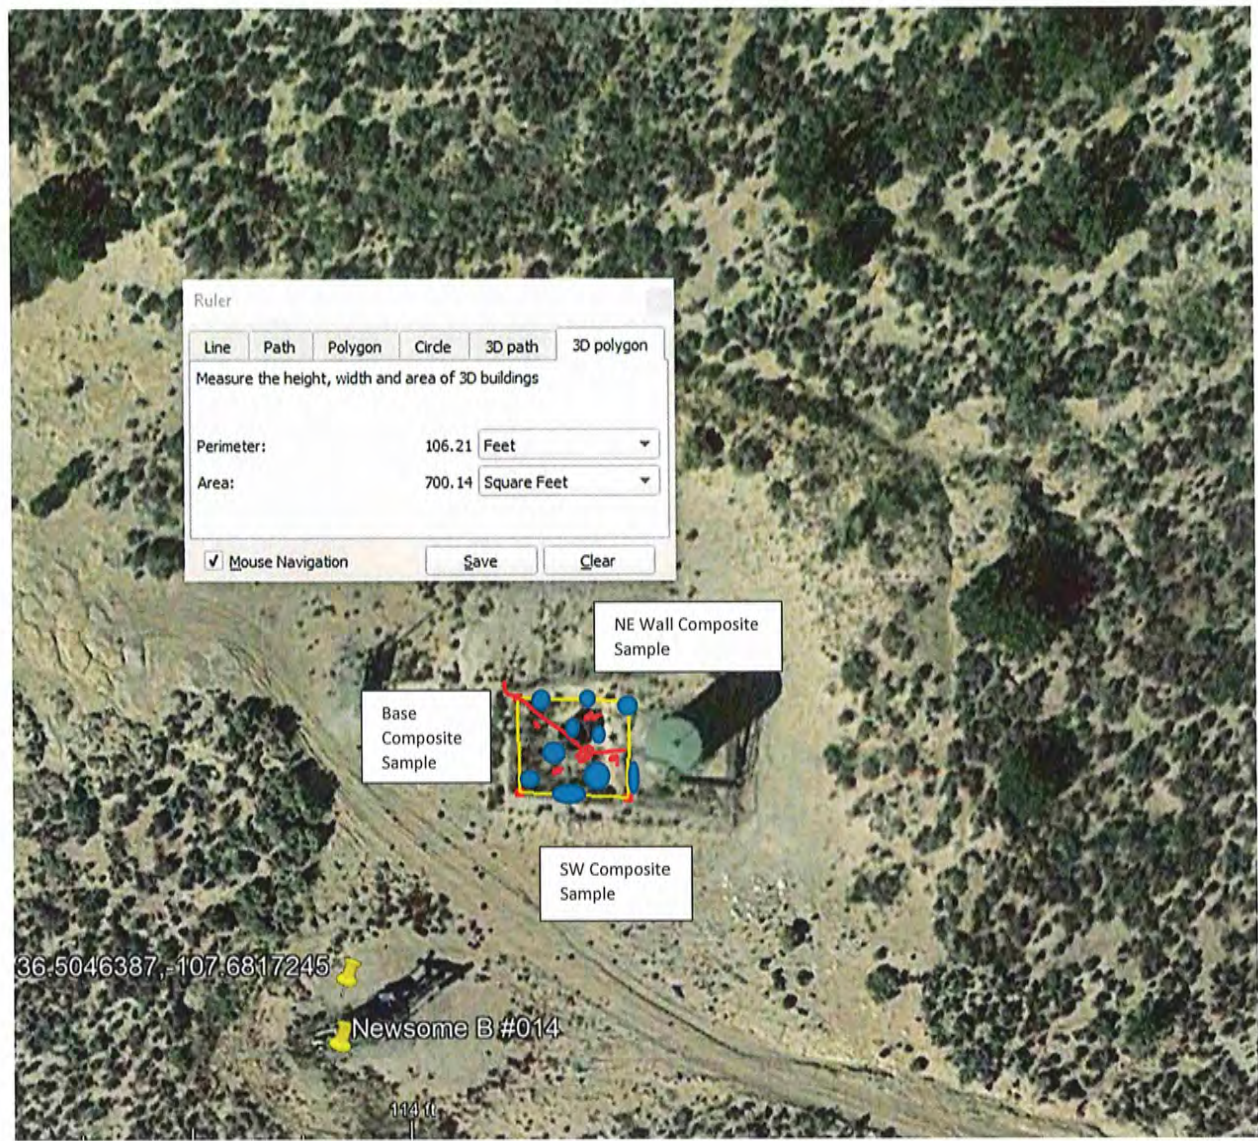 Ruler
Line Path Polygon Circle 3D path 3D polygon
Measure the height, width and area of 3D buildings
Perimeter: 106.21 Feet
Area: 700.14 Square Feet
Mouse Navigation Save Clear
NE Wall Composite
Sample
Base
Composite
Sample
SW Composite
Sample
36.5046387,-107.6817245
Newsome B #014
114 ft